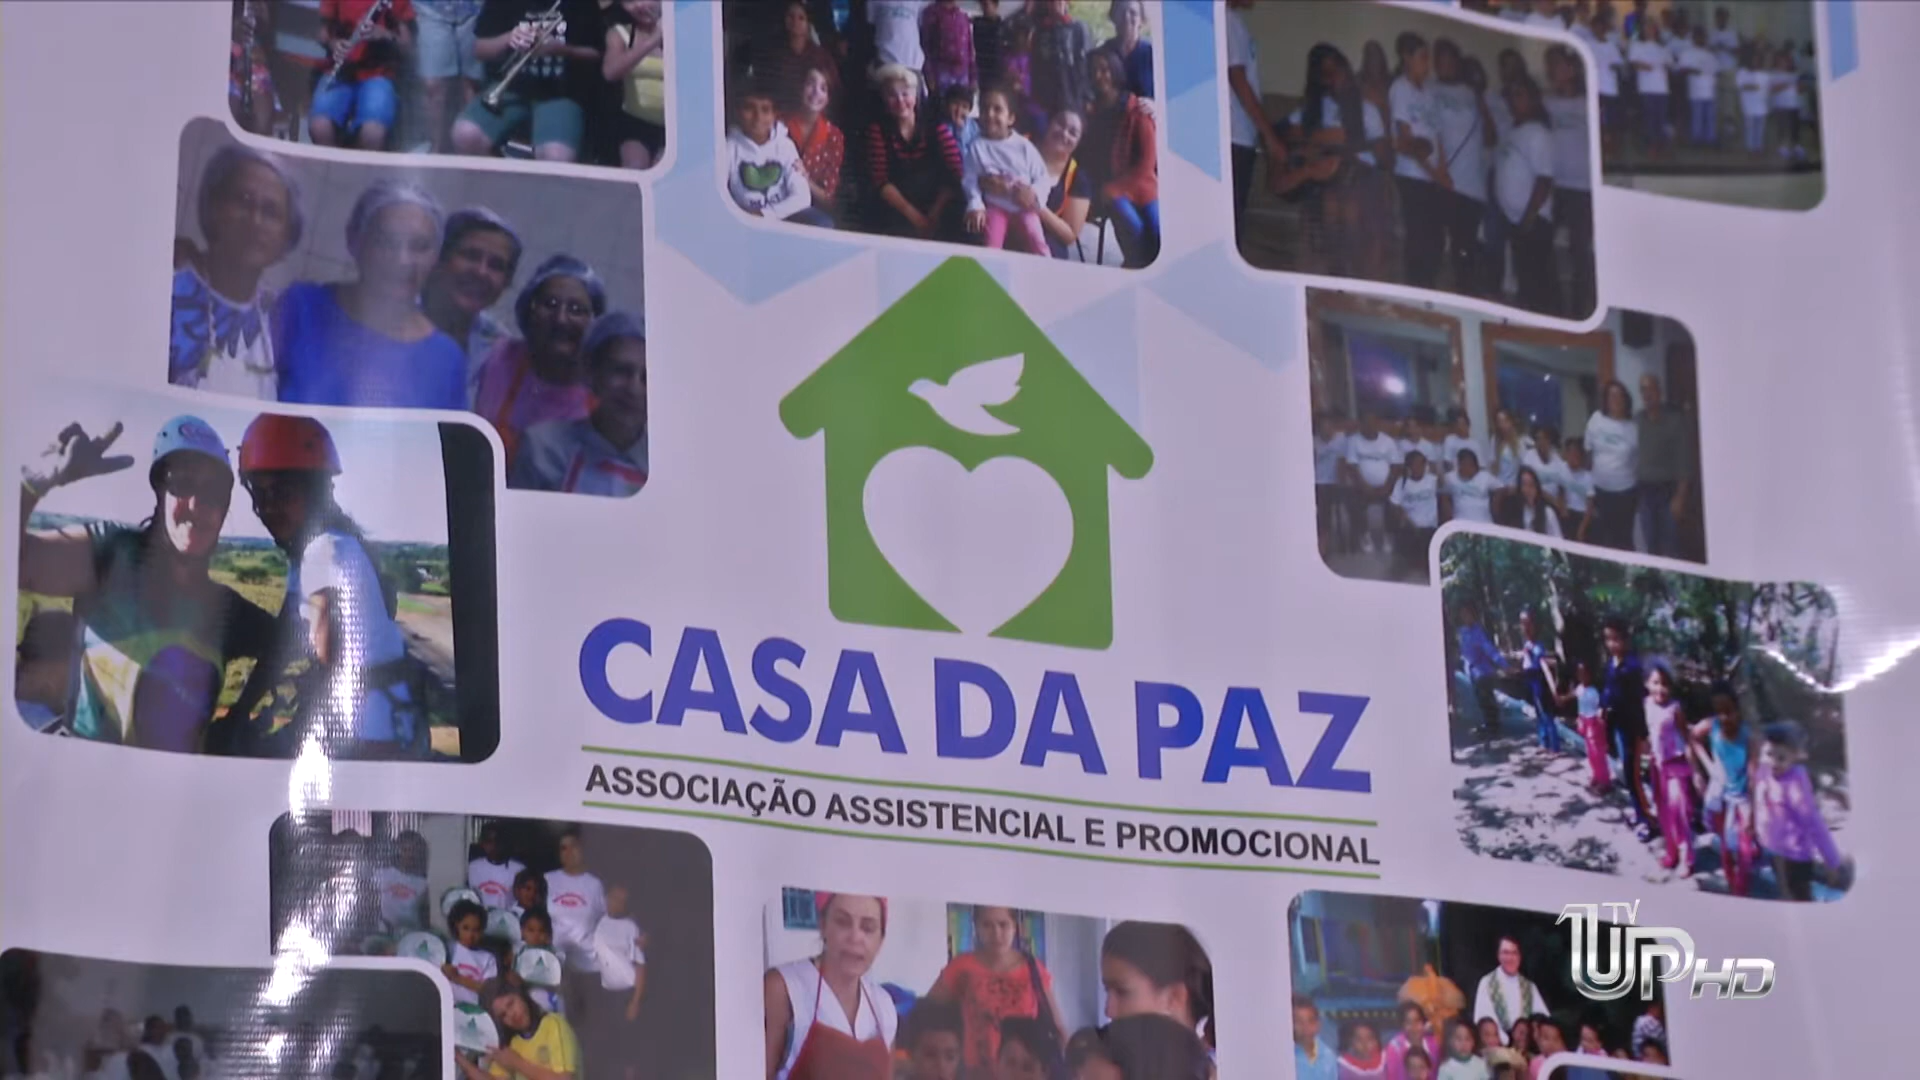 CASA DA PAZ
ASSOCIAÇÃO ASSISTENCIAL E PROMOCIONAL
TV
UP HD